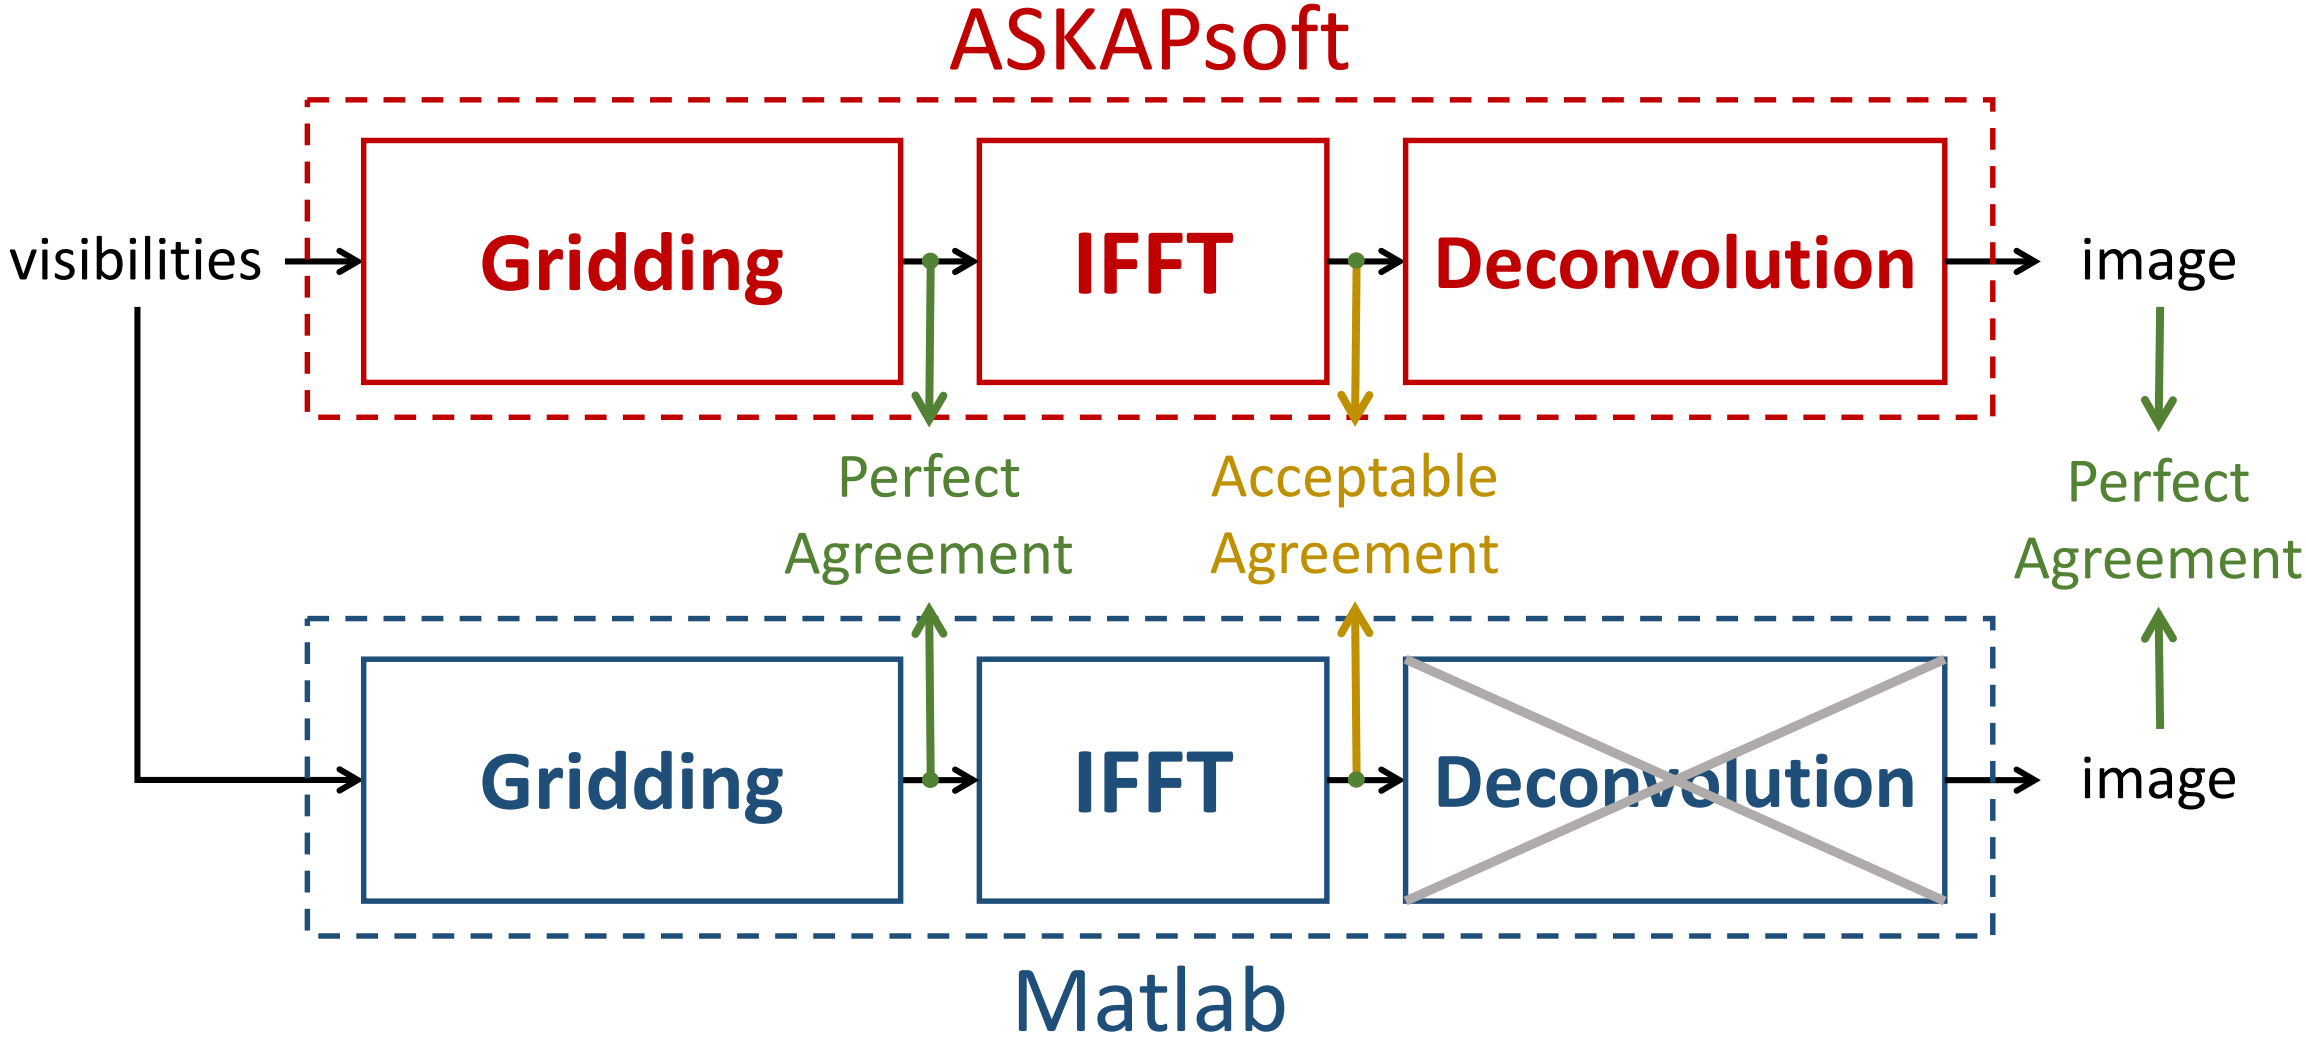 ASKAPsoft
visibilities
Gridding
IFFT
Deconvolution
image
Perfect
Agreement
Acceptable
Agreement
Perfect
Agreement
Gridding
IFFT
Deconvolution
image
Matlab